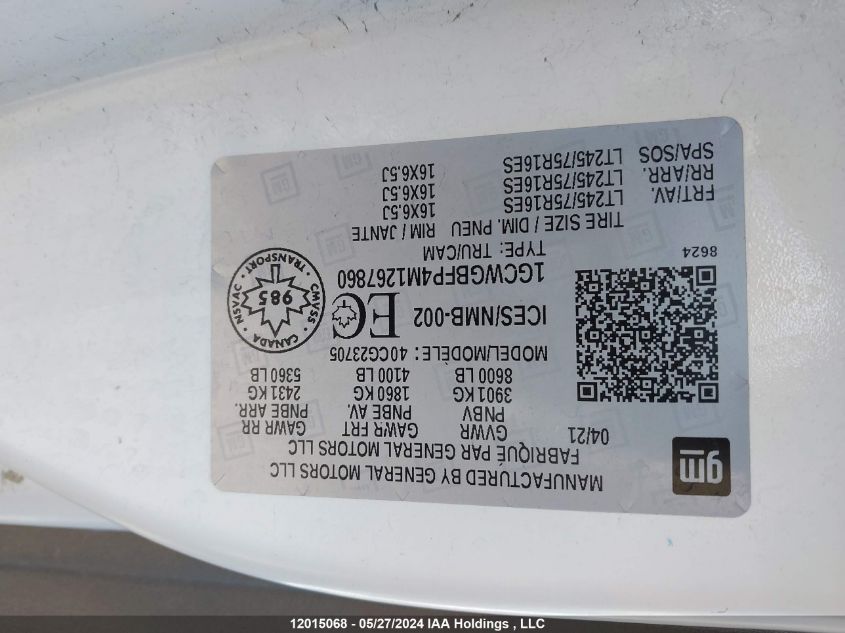 gm
MANUFACTURED BY GENERAL MOTORS LLC
FABRIQUÉ PAR GENERAL MOTORS LLC
04/21
GVWR GAWR FRT GAWR RR
PNBV PNBE AV. PNBE ARR.
3901 KG 1860 KG 2431 KG
8600 LB 4100 LB 5360 LB
MODEL/MODÈLE: 40CG23705
ICES/NMB-002 EC
CANADA
CMVSS • TRANSPORT • NSVAC
985
1GCWGBFP4M1267860
TYPE: TRU/CAM
8624
TIRE SIZE / DIM. PNEU RIM / JANTE
FRT/AV. LT245/75R16ES 16X6.5J
RR/ARR. LT245/75R16ES 16X6.5J
SPA/SOS LT245/75R16ES 16X6.5J
12015068 - 05/27/2024 IAA Holdings , LLC